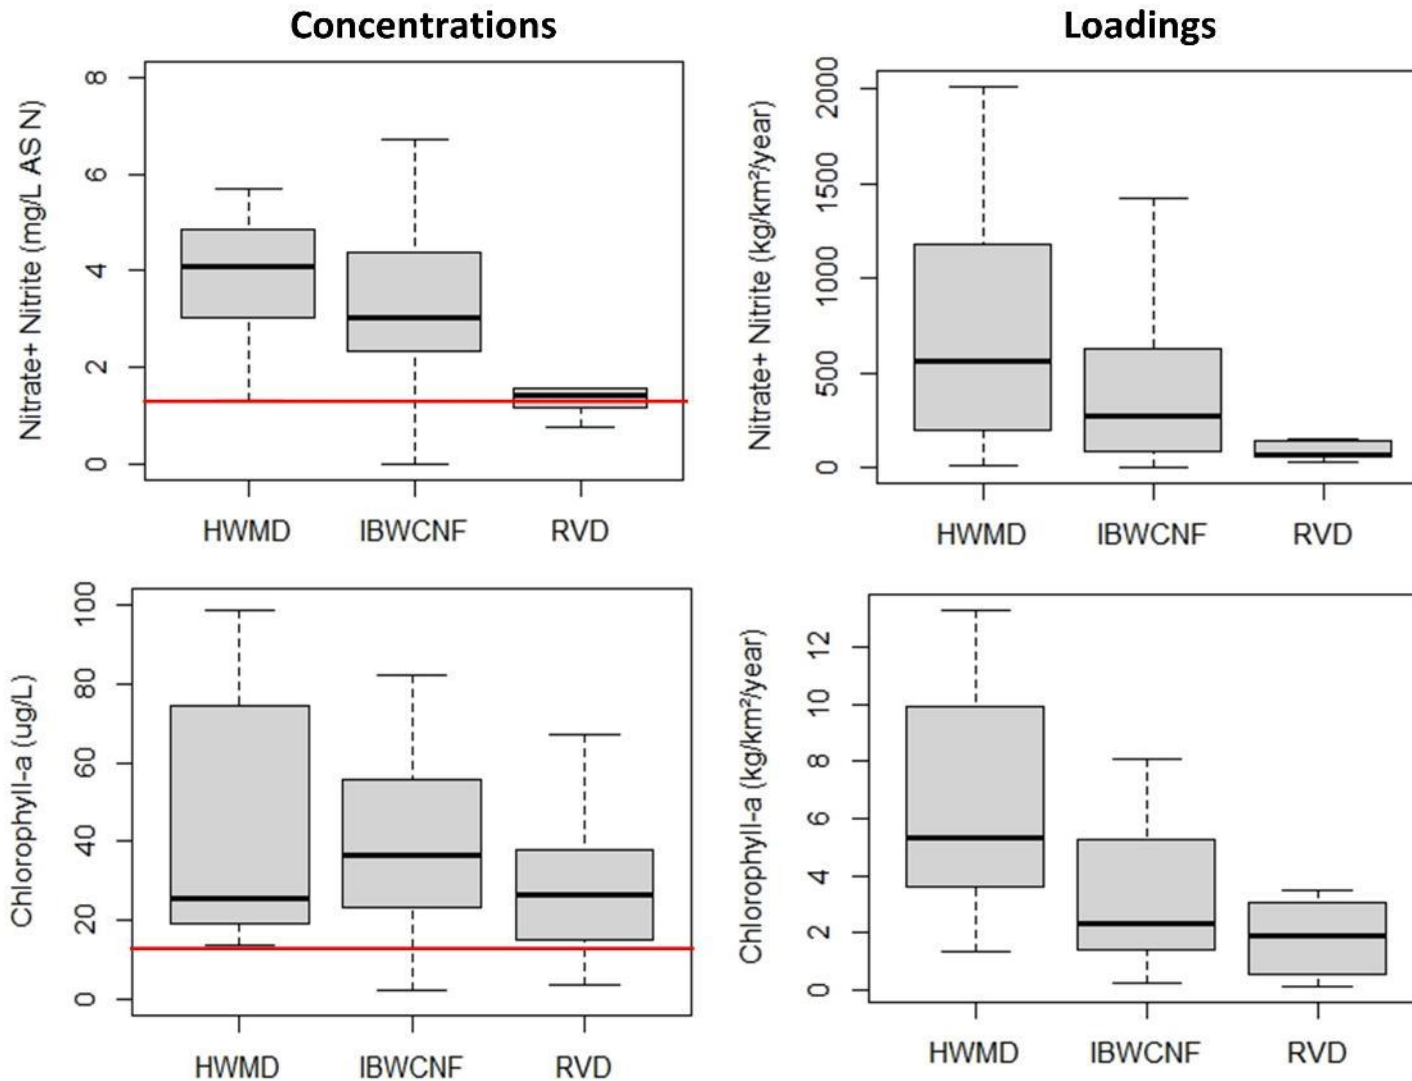 Concentrations
Loadings
Nitrate+ Nitrite (mg/L AS N)
8
6
4
2
0
HWMD IBWCNF RVD
Nitrate+ Nitrite (kg/km²/year)
2000
1500
1000
500
0
HWMD IBWCNF RVD
Chlorophyll-a (ug/L)
100
80
60
40
20
0
HWMD IBWCNF RVD
Chlorophyll-a (kg/km²/year)
12
10
8
6
4
2
0
HWMD IBWCNF RVD